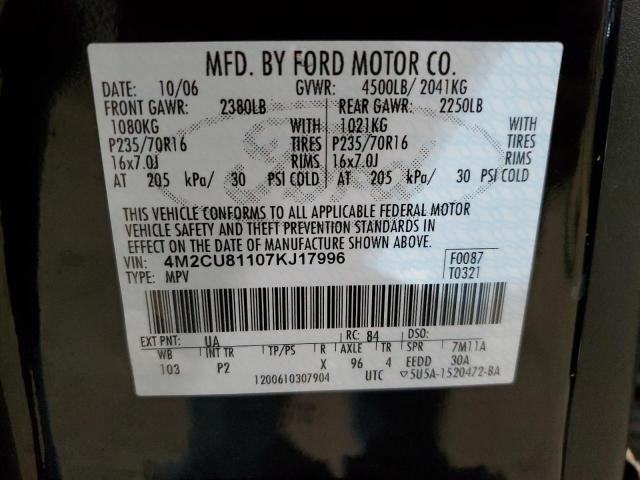 MFD. BY FORD MOTOR CO.
DATE: 10/06 GVWR: 4500LB/ 2041KG
FRONT GAWR: 2380LB REAR GAWR: 2250LB
1080KG WITH 1021KG WITH
P235/70R16 TIRES P235/70R16 TIRES
16x7.0J RIMS 16x7.0J RIMS
AT 205 kPa/ 30 PSI COLD AT 205 kPa/ 30 PSI COLD
THIS VEHICLE CONFORMS TO ALL APPLICABLE FEDERAL MOTOR
VEHICLE SAFETY AND THEFT PREVENTION STANDARDS IN
EFFECT ON THE DATE OF MANUFACTURE SHOWN ABOVE.
VIN: 4M2CU81107KJ17996 F0087
TYPE: MPV T0321
EXT PNT: UA RC: 84 DSO:
WB INT TR TP/PS R AXLE TR SPR 7M11A
103 P2 X 96 4 EEDD 30A
1200610307904 UTC ▽5U5A-1520472-BA